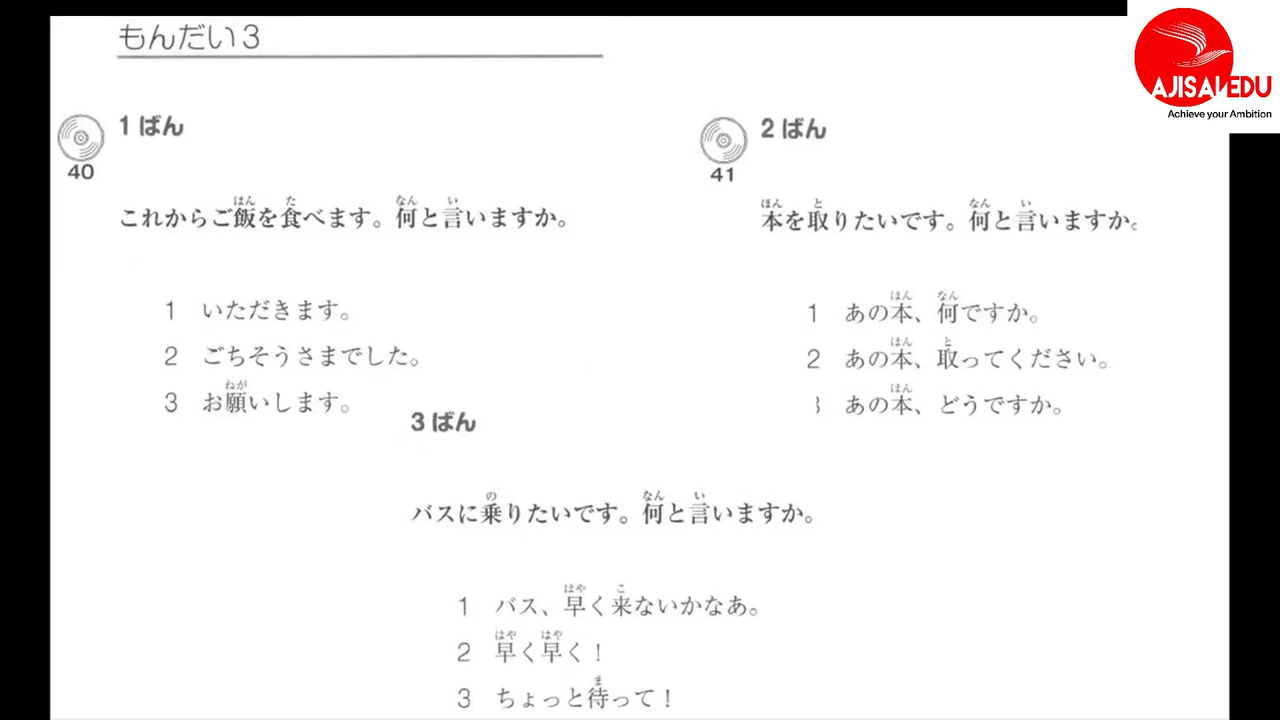 もんだい3
AJISAI EDU
Achieve your Ambition
1ばん
40
これからご飯を食べます。何と言いますか。
1 いただきます。
2 ごちそうさまでした。
3 お願いします。
2ばん
41
本を取りたいです。何と言いますか。
1 あの本、何ですか。
2 あの本、取ってください。
3 あの本、どうですか。
3ばん
バスに乗りたいです。何と言いますか。
1 バス、早く来ないかなあ。
2 早く早く！
3 ちょっと待って！